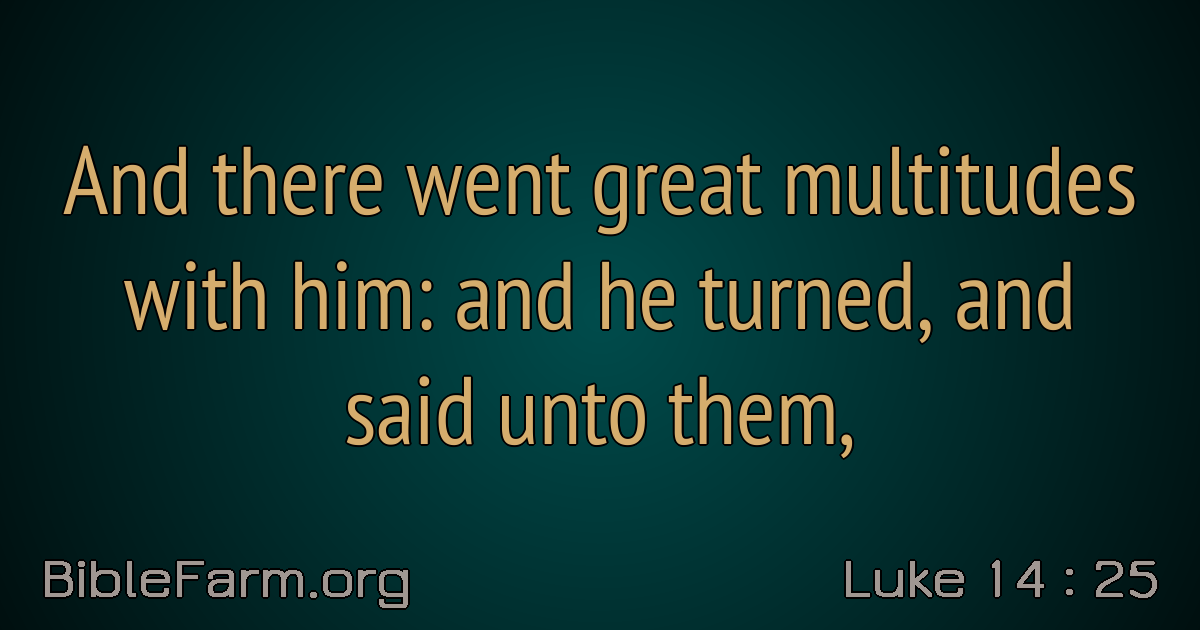 And there went great multitudes
with him: and he turned, and
said unto them,
BibleFarm.org
Luke 14 : 25